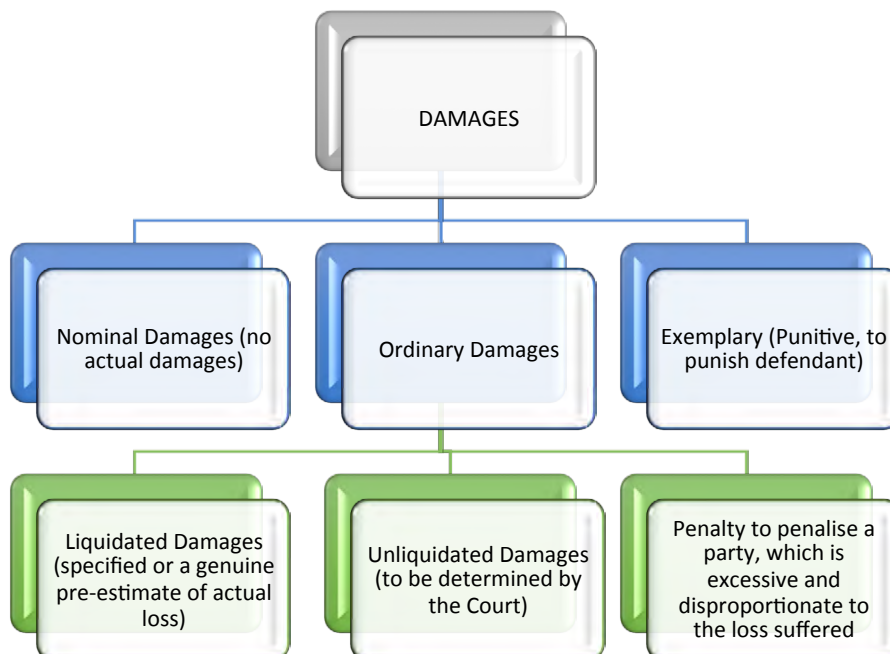 DAMAGES
Nominal Damages (no
actual damages)
Ordinary Damages
Exemplary (Punitive, to
punish defendant)
Liquidated Damages
(specified or a genuine
pre-estimate of actual
loss)
Unliquidated Damages
(to be determined by
the Court)
Penalty to penalise a
party, which is
excessive and
disproportionate to
the loss suffered